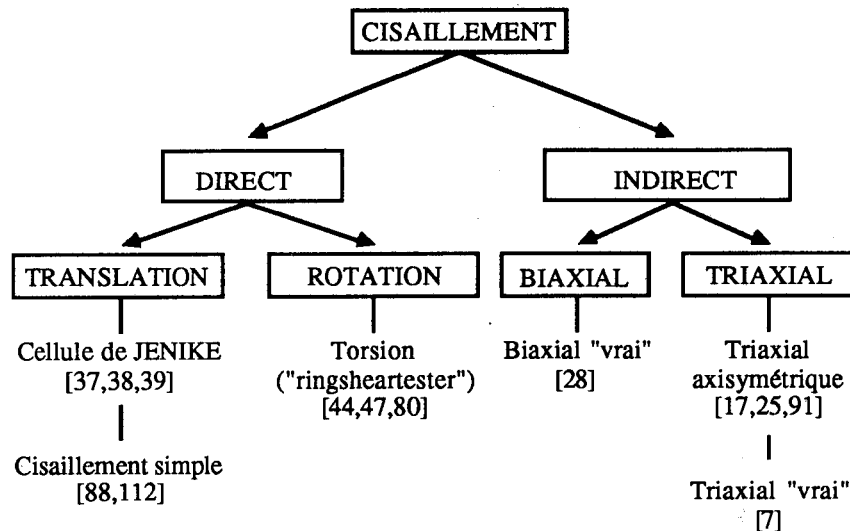 CISAILLEMENT
DIRECT
INDIRECT
TRANSLATION
ROTATION
BIAXIAL
TRIAXIAL
Cellule de JENIKE
[37,38,39]
Cisaillement simple
[88,112]
Torsion
("ringsheartester")
[44,47,80]
Biaxial "vrai"
[28]
Triaxial
axisymétrique
[17,25,91]
Triaxial "vrai"
[7]